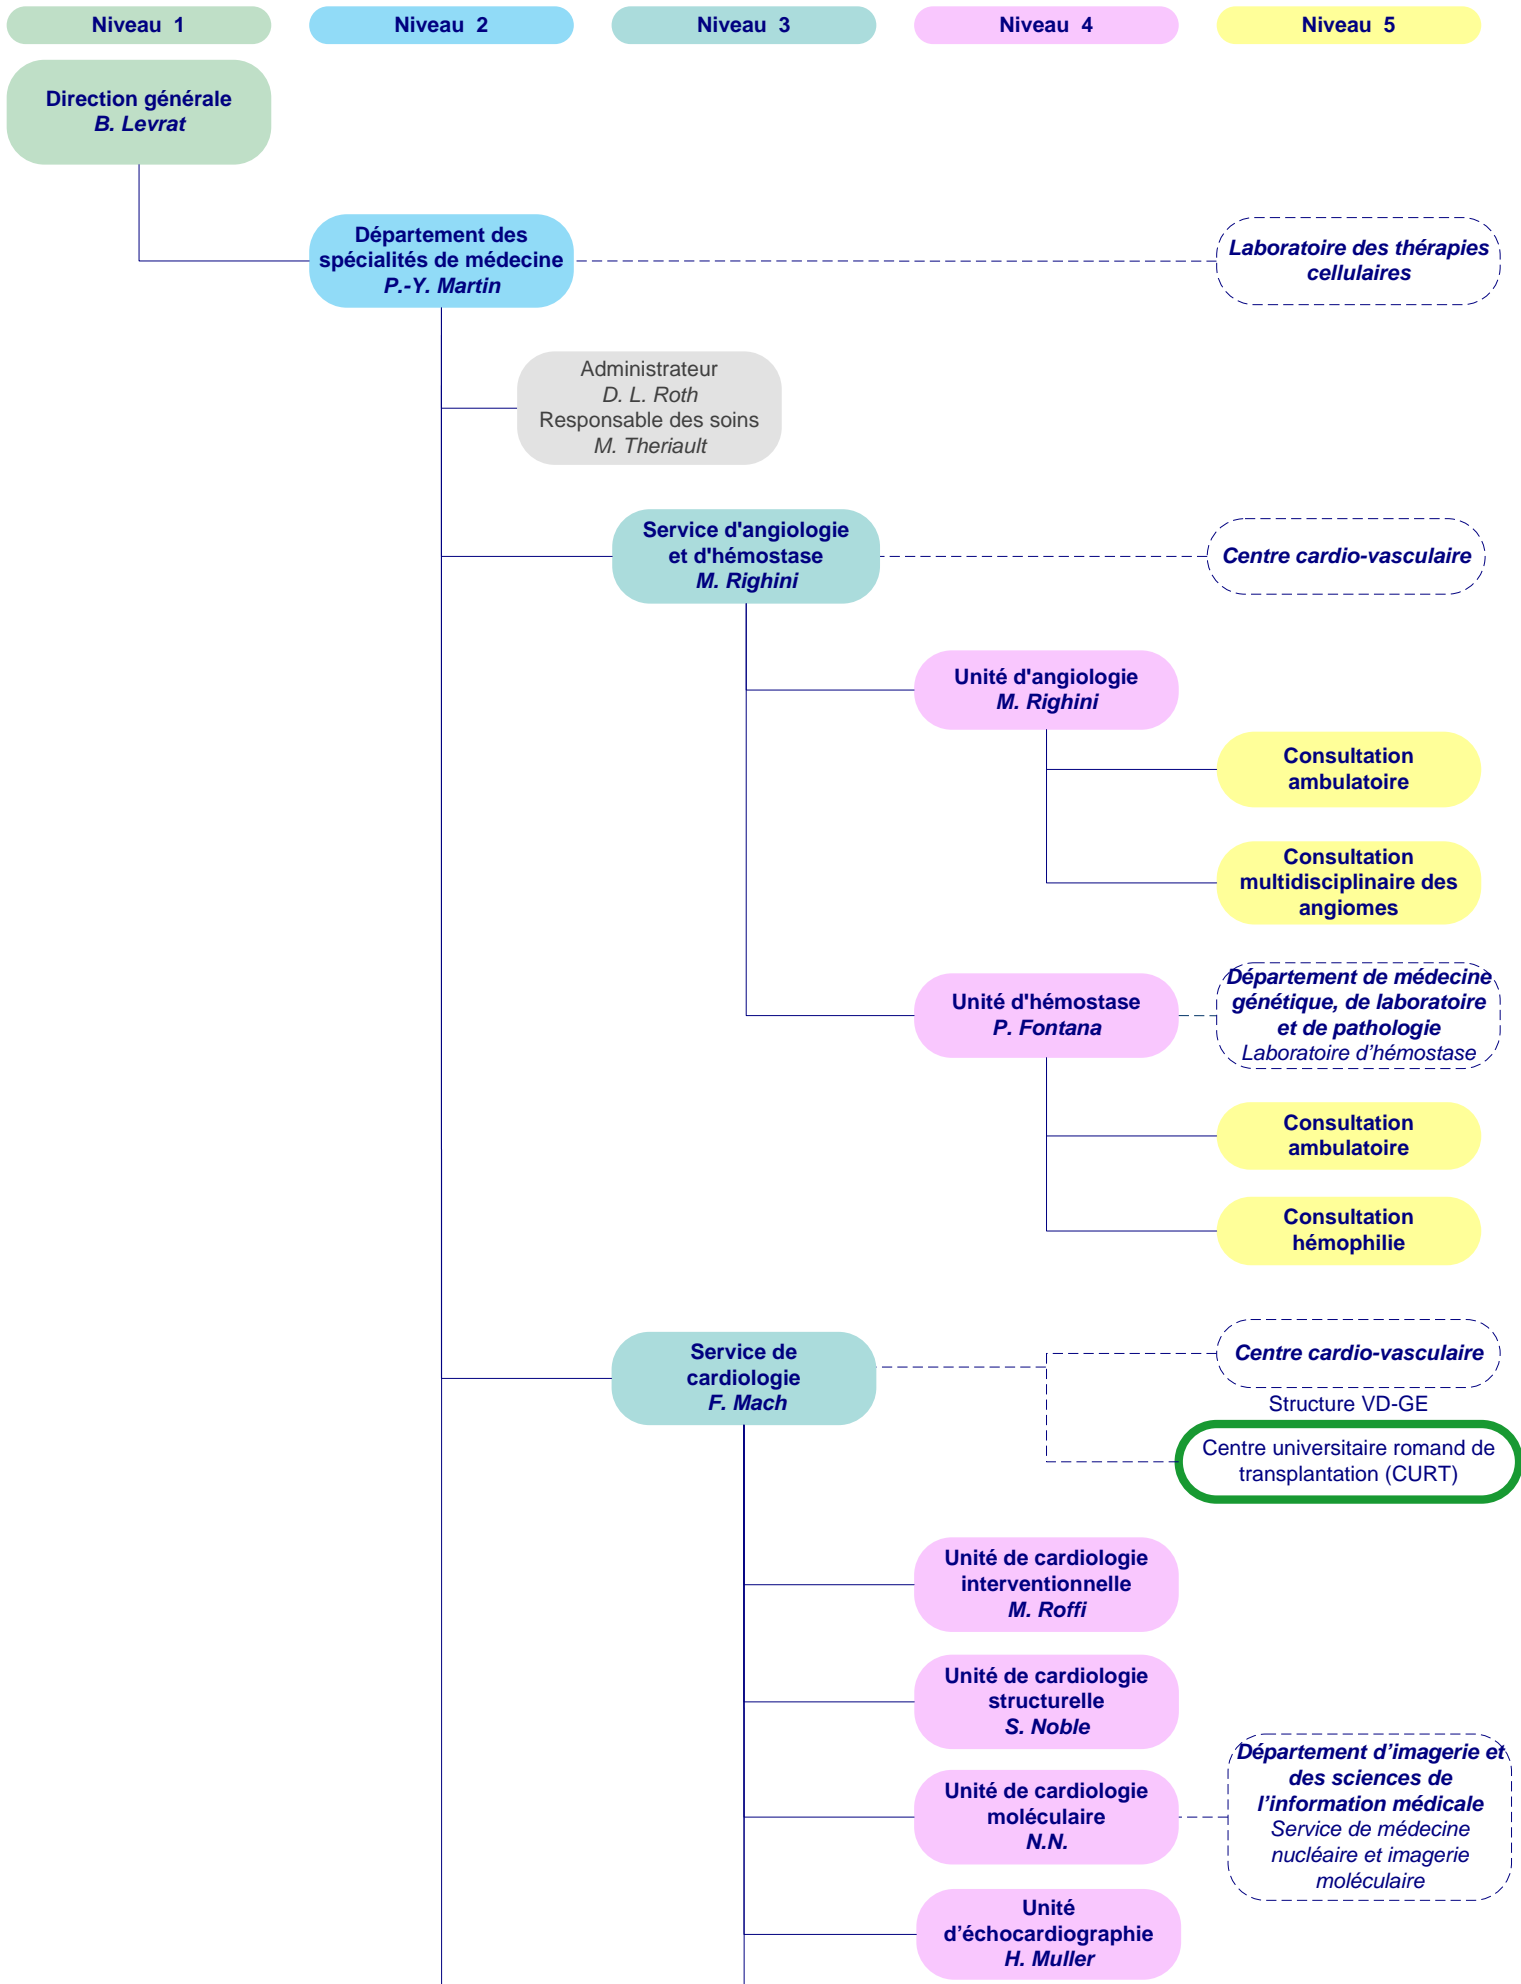 Niveau 1
Niveau 2
Niveau 3
Niveau 4
Niveau 5
Direction générale
B. Levrat
Département des
spécialités de médecine
P.-Y. Martin
Laboratoire des thérapies
cellulaires
Administrateur
D. L. Roth
Responsable des soins
M. Theriault
Service d'angiologie
et d'hémostase
M. Righini
Centre cardio-vasculaire
Unité d'angiologie
M. Righini
Consultation
ambulatoire
Consultation
multidisciplinaire des
angiomes
Unité d'hémostase
P. Fontana
Département de médecine
génétique, de laboratoire
et de pathologie
Laboratoire d’hémostase
Consultation
ambulatoire
Consultation
hémophilie
Service de
cardiologie
F. Mach
Centre cardio-vasculaire
Structure VD-GE
Centre universitaire romand de
transplantation (CURT)
Unité de cardiologie
interventionnelle
M. Roffi
Unité de cardiologie
structurelle
S. Noble
Unité de cardiologie
moléculaire
N.N.
Département d’imagerie et
des sciences de
l’information médicale
Service de médecine
nucléaire et imagerie
moléculaire
Unité
d'échocardiographie
H. Muller